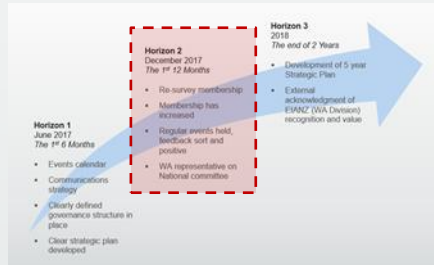 Horizon 1
June 2017
The 1st 6 Months
Events calendar
Communications
strategy
Clearly defined
governance structure in
place
Clear strategic plan
developed
Horizon 2
December 2017
The 1st 12 Months
Re-survey membership
Membership has
increased
Regular events held,
feedback sort and
positive
WA representative on
National committee
Horizon 3
2018
The end of 2 Years
Development of 5 year
Strategic Plan
External
acknowledgment of
EIANZ (WA Division)
recognition and value